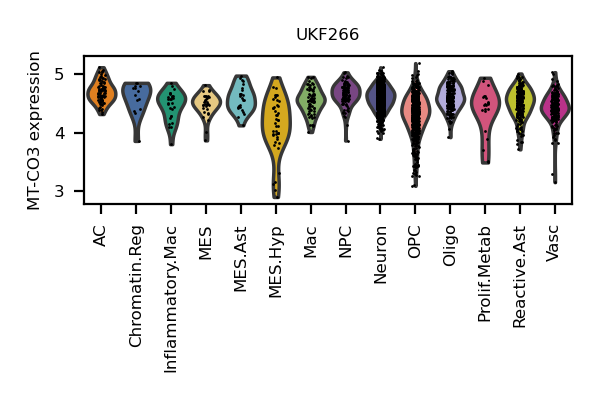 UKF266
MT-CO3 expression
5
4
3
AC
Chromatin.Reg
Inflammatory.Mac
MES
MES.Ast
MES.Hyp
Mac
NPC
Neuron
OPC
Oligo
Prolif.Metab
Reactive.Ast
Vasc